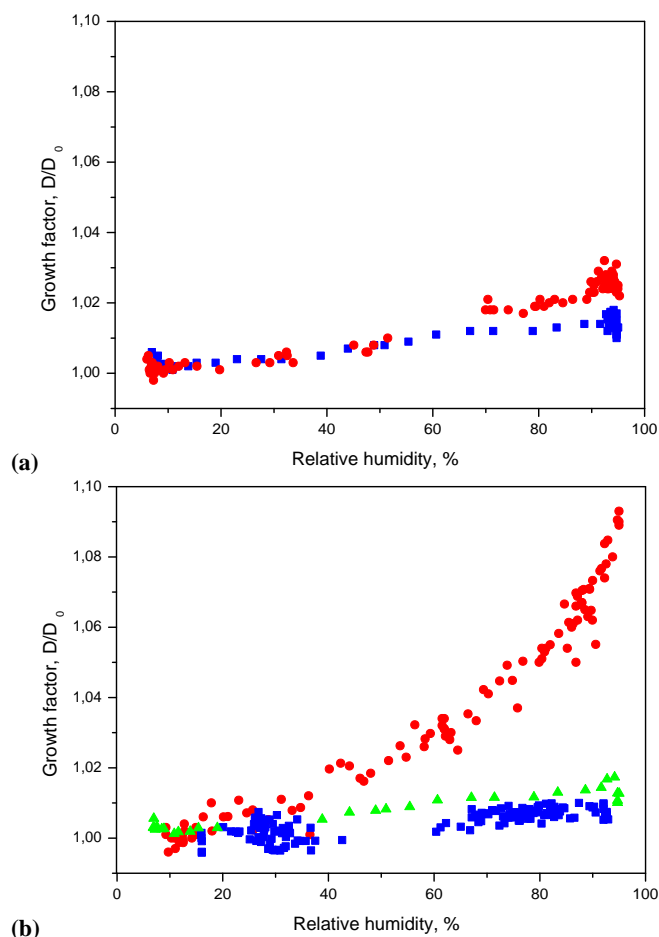 1,10
1,08
1,06
1,04
1,02
1,00
Growth factor, D/D₀
0 20 40 60 80 100
Relative humidity, %
(a)
1,10
1,08
1,06
1,04
1,02
1,00
Growth factor, D/D₀
0 20 40 60 80 100
Relative humidity, %
(b)